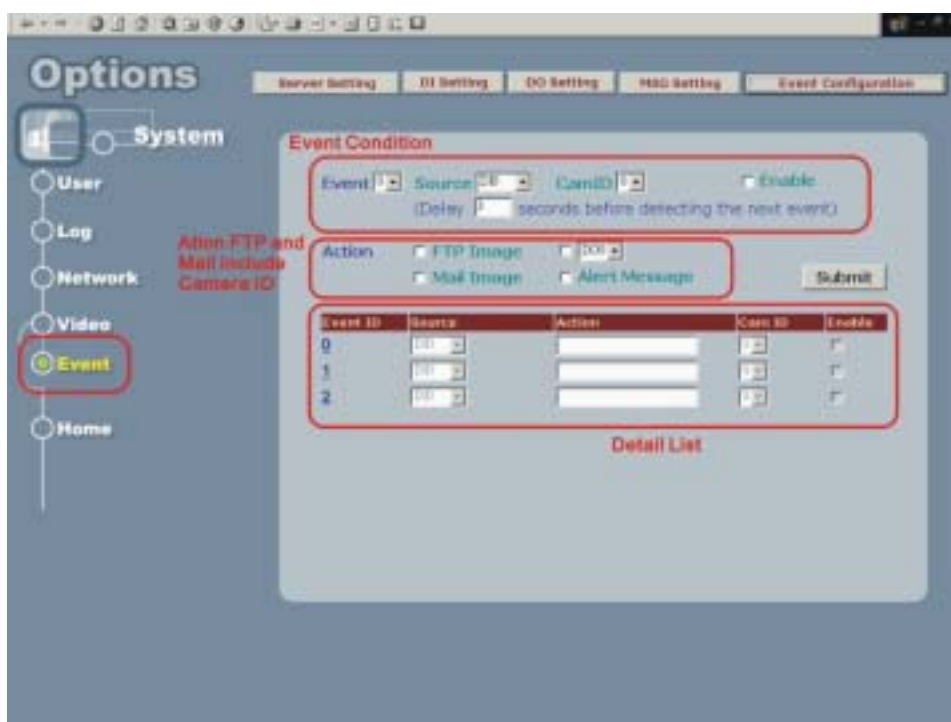 Options
Server Setting DI Setting DO Setting MSG Setting Event Configuration
System
User
Log
Network
Video
Event
Home
Event Condition
Event Source CamID Enable
(Delay seconds before detecting the next event)
Ation FTP and
Mail include
Camera ID
Action FTP Image DO0
Mail Image Alert Message
Submit
Event ID Source Action Cam ID Enable
0
1
2
Detail List